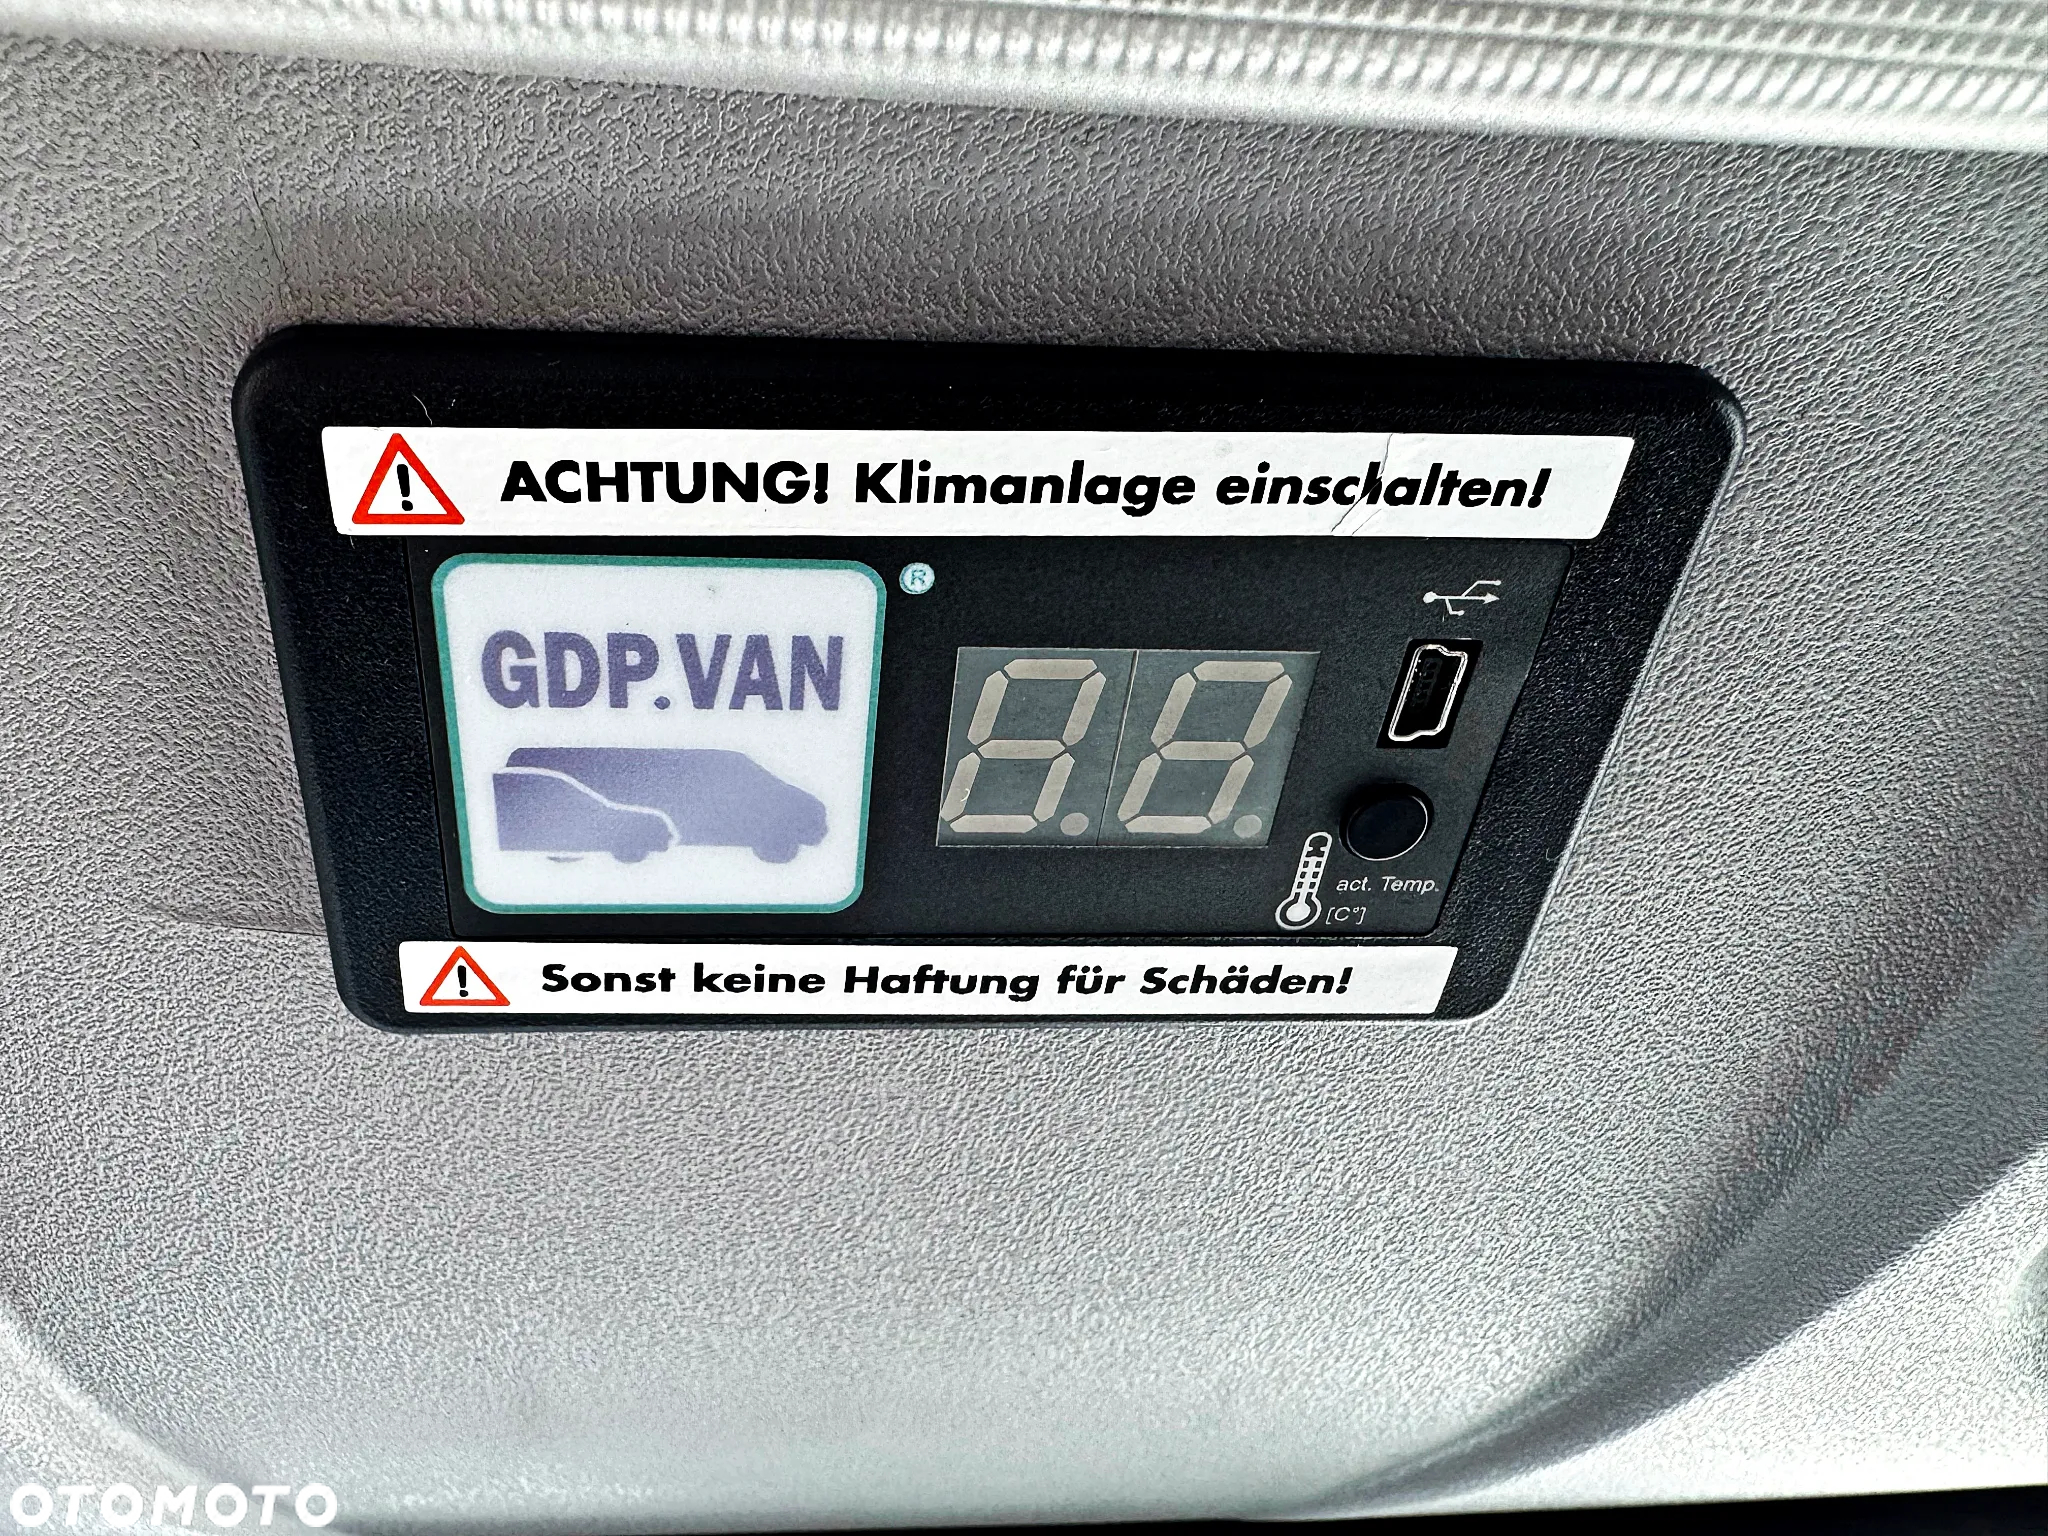 ACHTUNG! Klimanlage einschalten!
®
GDP.VAN
act. Temp.
[C°]
Sonst keine Haftung für Schäden!
OTOMOTO